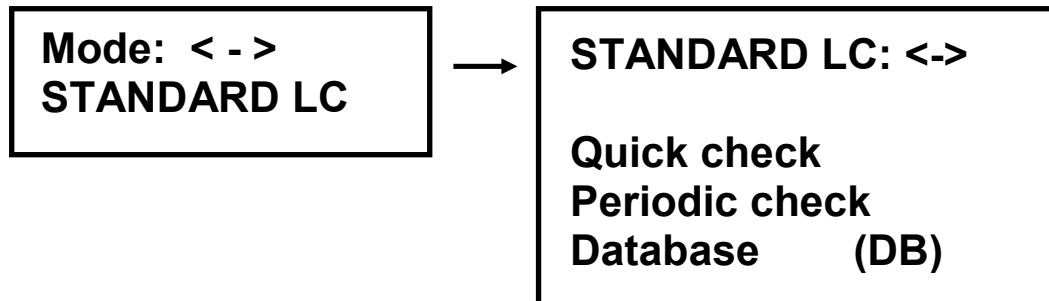 Mode: < - >
STANDARD LC
STANDARD LC: <->
Quick check
Periodic check
Database (DB)